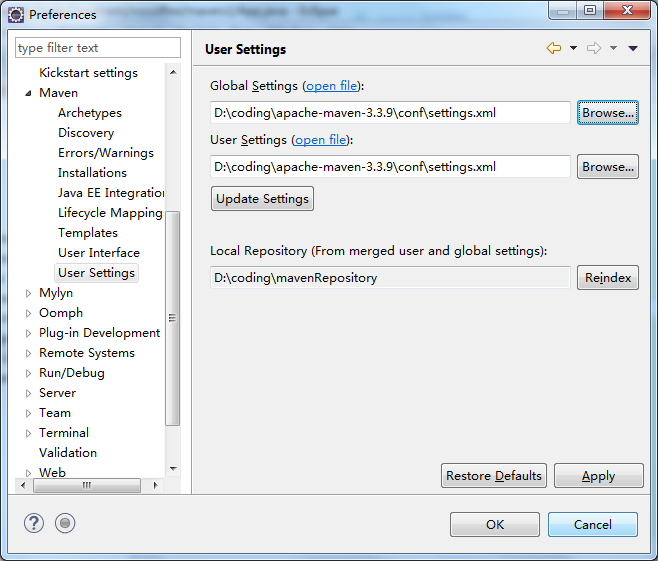 Preferences
type filter text
Kickstart settings
Maven
Archetypes
Discovery
Errors/Warnings
Installations
Java EE Integration
Lifecycle Mapping
Templates
User Interface
User Settings
Mylyn
Oomph
Plug-in Development
Remote Systems
Run/Debug
Server
Team
Terminal
Validation
Web
User Settings
Global Settings (open file):
D:\coding\apache-maven-3.3.9\conf\settings.xml Browse...
User Settings (open file):
D:\coding\apache-maven-3.3.9\conf\settings.xml Browse...
Update Settings
Local Repository (From merged user and global settings):
D:\coding\mavenRepository Reindex
Restore Defaults Apply
OK Cancel